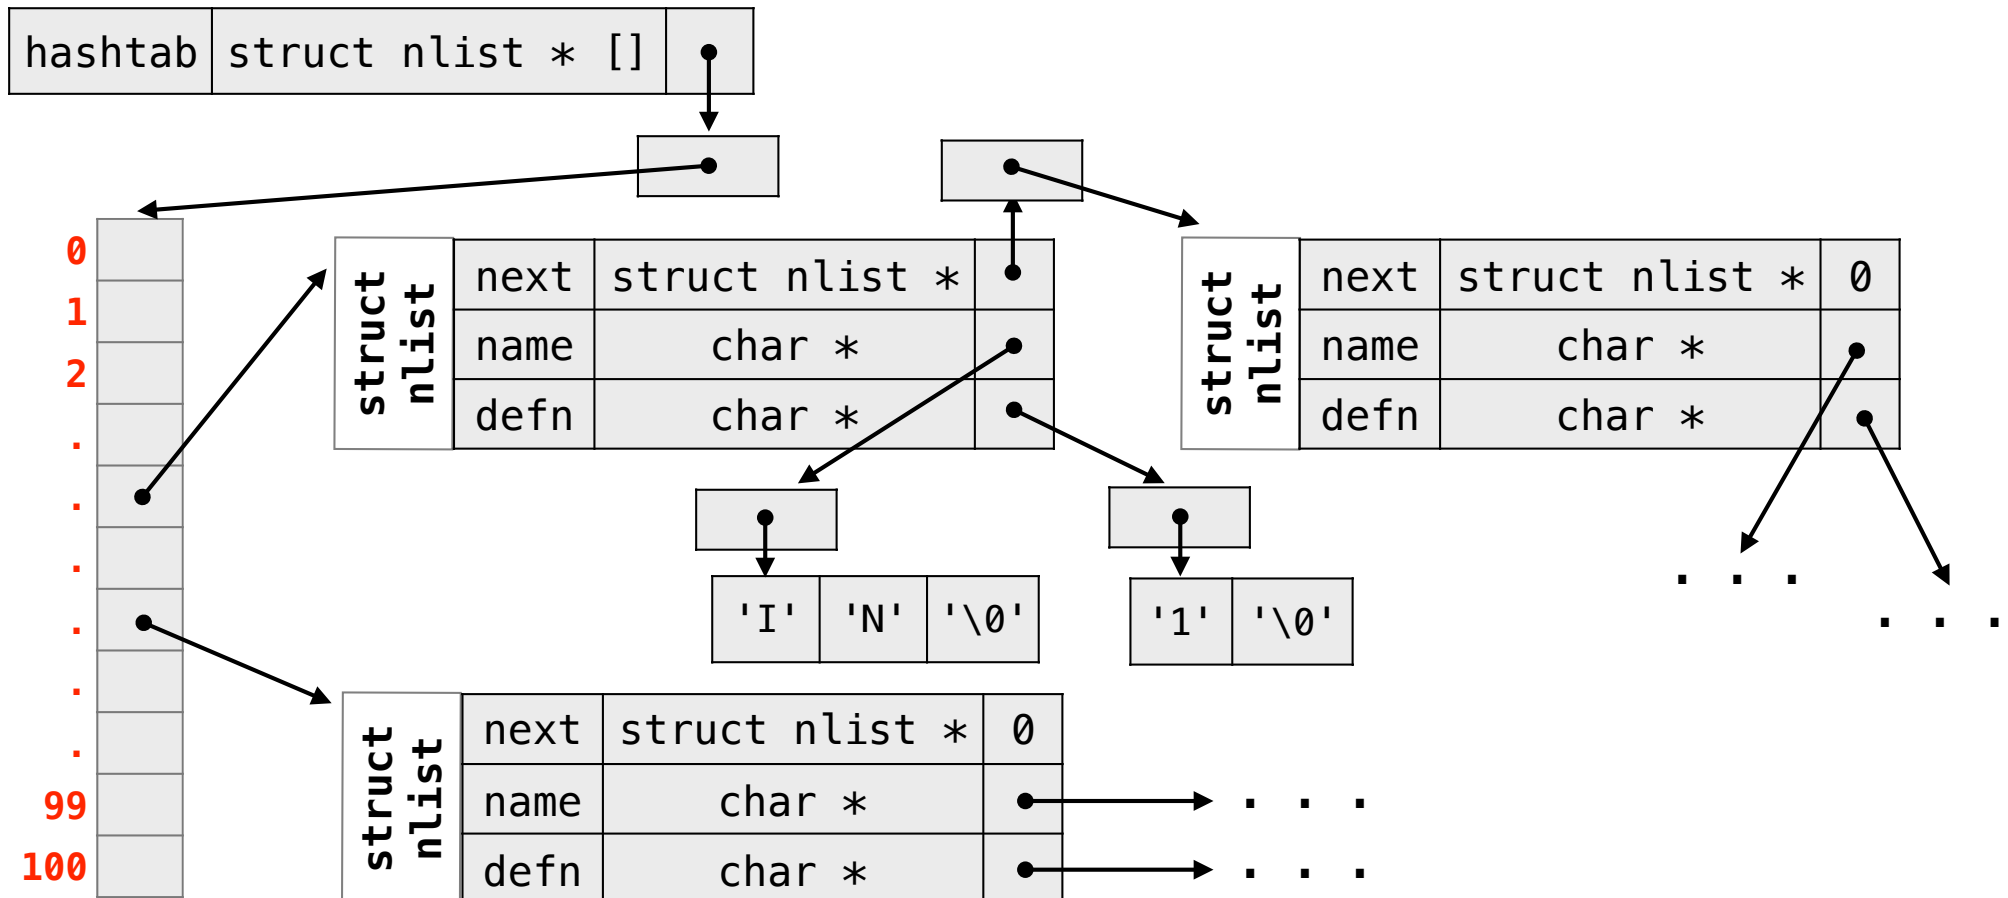 hashtab struct nlist * []
0
1
2
.
.
.
.
.
.
99
100
struct nlist
next struct nlist *
name char *
defn char *
struct nlist
next struct nlist * 0
name char *
defn char *
'I' 'N' '\0'
'1' '\0'
. . .
. . .
struct nlist
next struct nlist * 0
name char * . . .
defn char * . . .